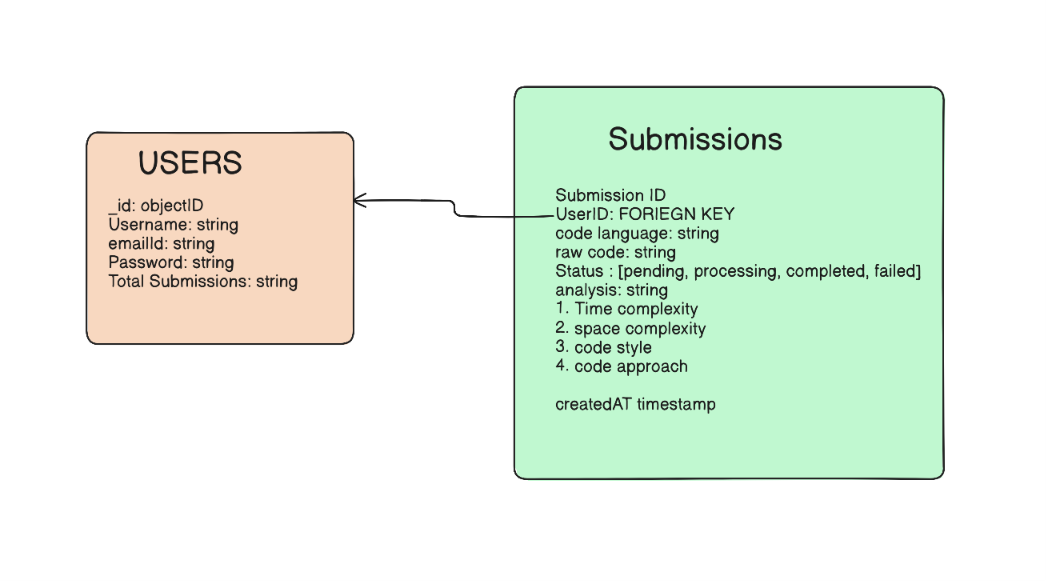 USERS
_id: objectID
Username: string
emailId: string
Password: string
Total Submissions: string
Submissions
Submission ID
UserID: FORIEGN KEY
code language: string
raw code: string
Status : [pending, processing, completed, failed]
analysis: string
1. Time complexity
2. space complexity
3. code style
4. code approach
createdAT timestamp